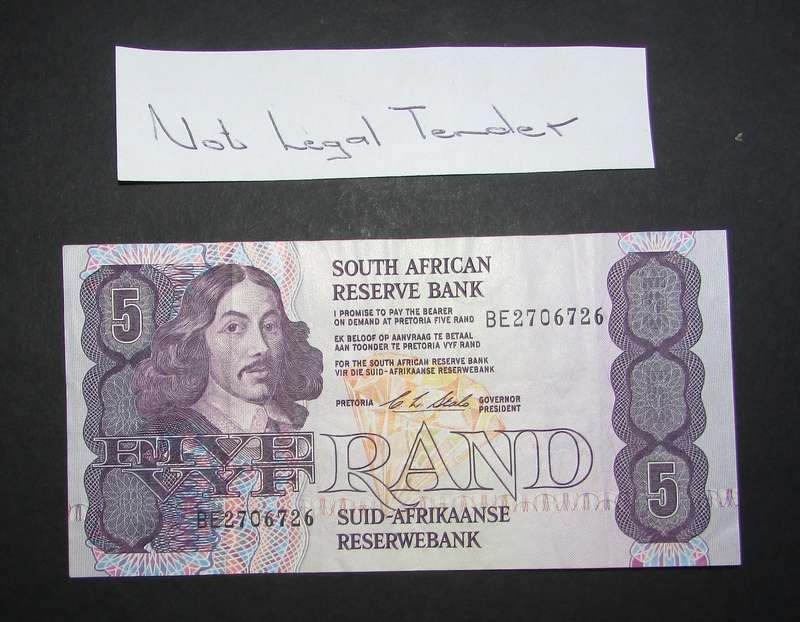 Not Legal Tender
5
SOUTH AFRICAN
RESERVE BANK
I PROMISE TO PAY THE BEARER
ON DEMAND AT PRETORIA FIVE RAND
BE2706726
EK BELOOF OP AANVRAAG TE BETAAL
AAN TOONDER TE PRETORIA VYF RAND
FOR THE SOUTH AFRICAN RESERVE BANK
VIR DIE SUID-AFRIKAANSE RESERWEBANK
PRETORIA
GOVERNOR
PRESIDENT
FIVE
VYF
RAND
5
BE2706726
SUID-AFRIKAANSE
RESERWEBANK